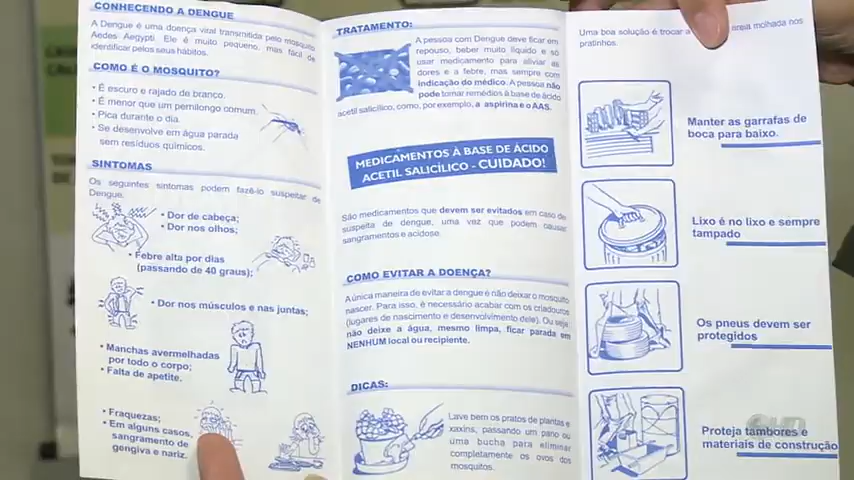 CONHECENDO A DENGUE
A Dengue é uma doença viral transmitida pelo mosquito
Aedes Aegypti. Ele é muito pequeno, mas fácil de
identificar pelos seus hábitos.
COMO É O MOSQUITO?
• É escuro e rajado de branco.
• É menor que um pernilongo comum.
• Pica durante o dia.
• Se desenvolve em água parada
sem resíduos químicos.
SINTOMAS
Os seguintes sintomas podem fazê-lo suspeitar de
Dengue.
• Dor de cabeça;
• Dor nos olhos;
• Febre alta por dias
(passando de 40 graus);
• Dor nos músculos e nas juntas;
• Manchas avermelhadas
por todo o corpo;
• Falta de apetite.
• Fraquezas;
• Em alguns casos,
sangramento de
gengiva e nariz.
TRATAMENTO:
A pessoa com Dengue deve ficar em
repouso, beber muito líquido e só
usar medicamento para aliviar as
dores e a febre, mas sempre com
indicação do médico. A pessoa não
pode tomar remédios à base de ácido
acetil salicílico, como, por exemplo, a aspirina e o AAS.
MEDICAMENTOS À BASE DE ÁCIDO
ACETIL SALICÍLICO - CUIDADO!
São medicamentos que devem ser evitados em caso de
suspeita de dengue, uma vez que podem causar
sangramentos e acidose.
COMO EVITAR A DOENÇA?
A única maneira de evitar a dengue é não deixar o mosquito
nascer. Para isso, é necessário acabar com os criadouros
(lugares de nascimento e desenvolvimento dele). Ou seja,
não deixe a água, mesmo limpa, ficar parada em
NENHUM local ou recipiente.
DICAS:
Lave bem os pratos de plantas e
xaxins, passando um pano ou
uma bucha para eliminar
completamente os ovos dos
mosquitos.
Uma boa solução é trocar a areia molhada nos
pratinhos.
Manter as garrafas de
boca para baixo.
Lixo é no lixo e sempre
tampado
Os pneus devem ser
protegidos
Proteja tambores e
materiais de construção